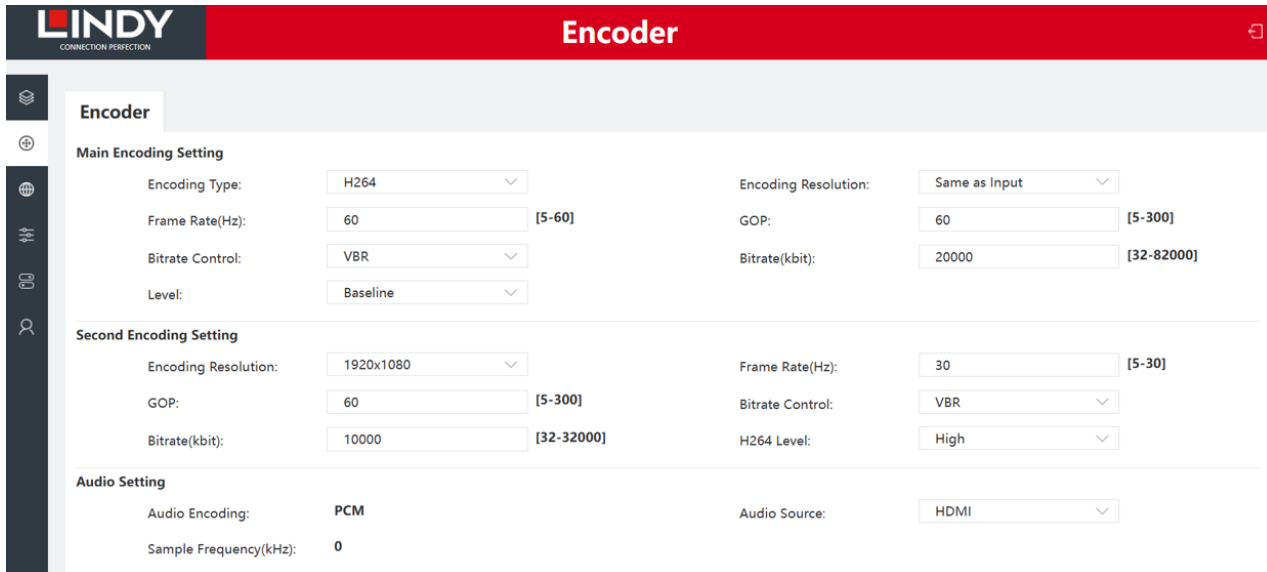 LINDY
CONNECTION PERFECTION
Encoder
Encoder
Main Encoding Setting
Encoding Type: H264 Encoding Resolution: Same as Input
Frame Rate(Hz): 60 [5-60] GOP: 60 [5-300]
Bitrate Control: VBR Bitrate(kbit): 20000 [32-82000]
Level: Baseline
Second Encoding Setting
Encoding Resolution: 1920x1080 Frame Rate(Hz): 30 [5-30]
GOP: 60 [5-300] Bitrate Control: VBR
Bitrate(kbit): 10000 [32-32000] H264 Level: High
Audio Setting
Audio Encoding: PCM Audio Source: HDMI
Sample Frequency(kHz): 0